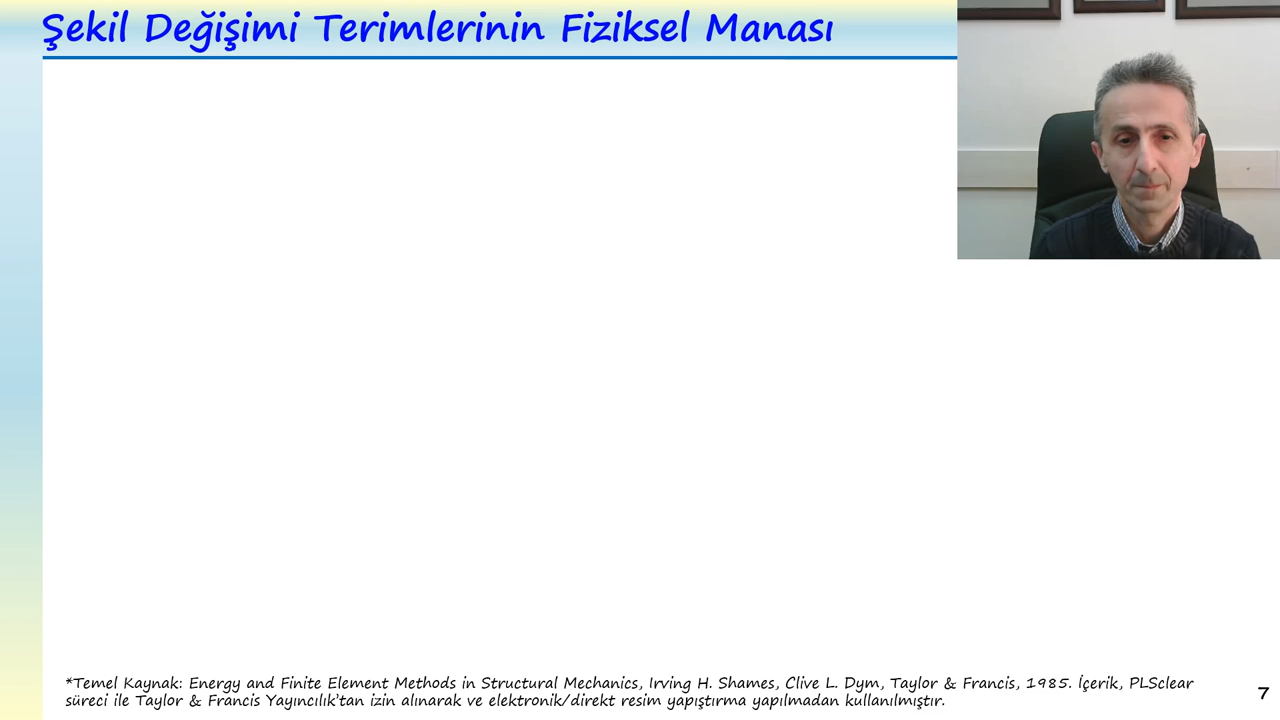 Şekil Değişimi Terimlerinin Fiziksel Manası
*Temel Kaynak: Energy and Finite Element Methods in Structural Mechanics, Irving H. Shames, Clive L. Dym, Taylor & Francis, 1985. İçerik, PLSclear
süreci ile Taylor & Francis Yayıncılık'tan izin alınarak ve elektronik/direkt resim yapıştırma yapılmadan kullanılmıştır.
7